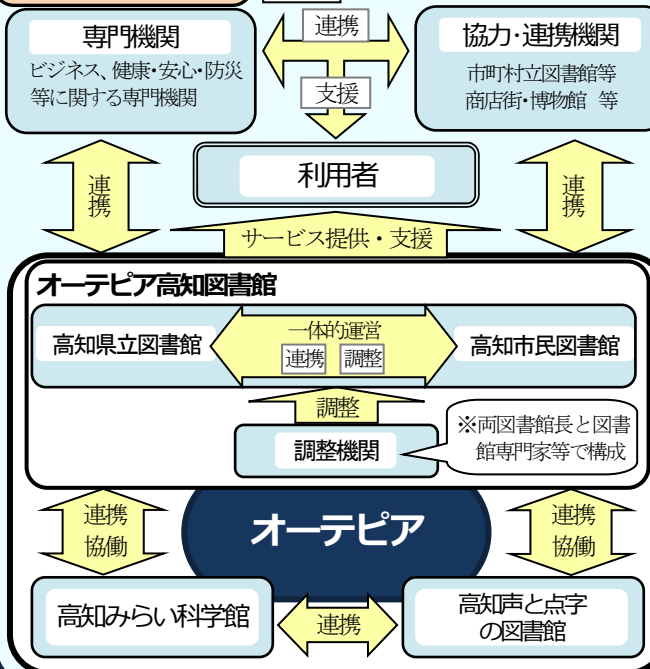 専門機関
ビジネス、健康・安心・防災
等に関する専門機関
連携
支援
協力・連携機関
市町村立図書館等
商店街・博物館 等
連携
利用者
連携
サービス提供・支援
オーテピア高知図書館
高知県立図書館
一体的運営
連携 調整
高知市民図書館
調整
調整機関
※両図書館長と図書
館専門家等で構成
連携
協働
オーテピア
連携
協働
高知みらい科学館
連携
高知声と点字
の図書館